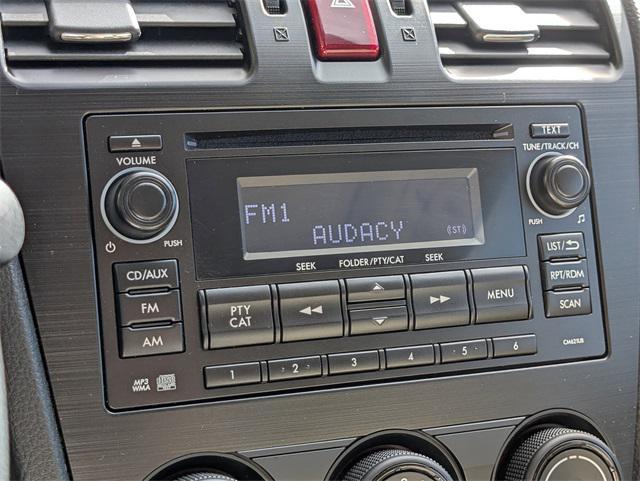 TEXT
VOLUME
TUNE/TRACK/CH
FM1
AUDACY
(ST)
PUSH
PUSH
SEEK
FOLDER/PTY/CAT
SEEK
LIST/
CD/AUX
RPT/RDM
FM
PTY
CAT
MENU
SCAN
AM
CM621UB
MP3
WMA
1
2
3
4
5
6